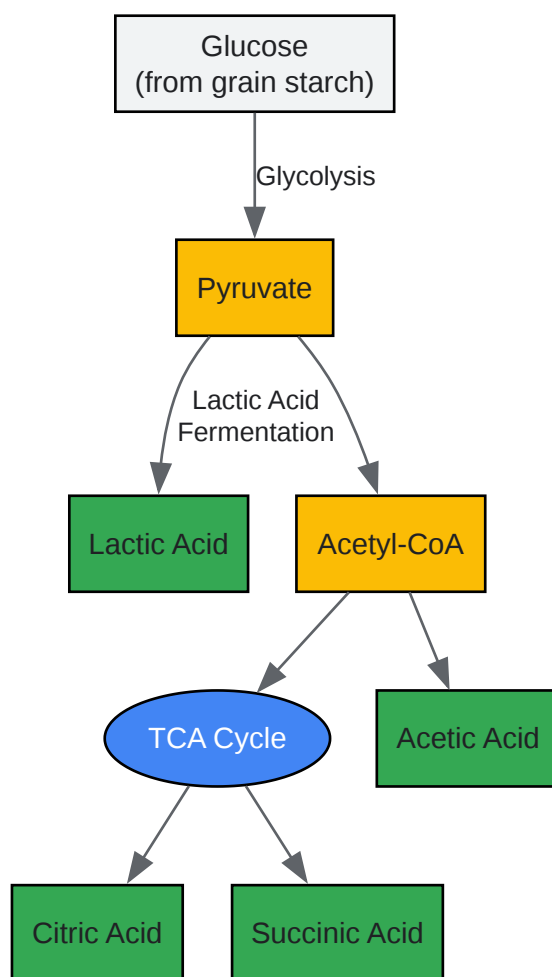 Glucose
(from grain starch)
Glycolysis
Pyruvate
Lactic Acid
Fermentation
Lactic Acid
Acetyl-CoA
TCA Cycle
Acetic Acid
Citric Acid
Succinic Acid